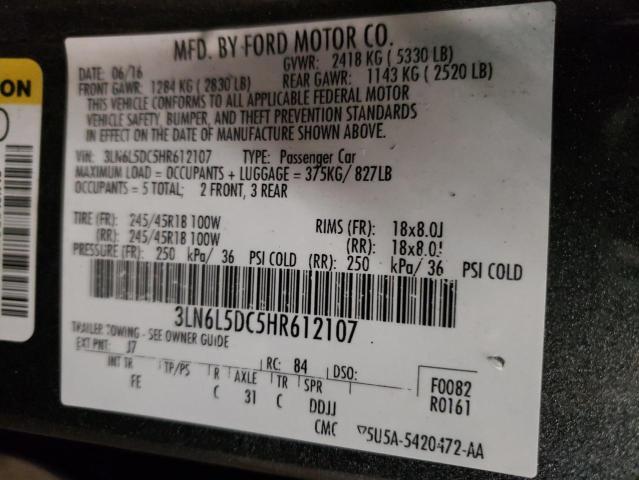 ON
MFD. BY FORD MOTOR CO.
DATE: 06/16 GVWR: 2418 KG ( 5330 LB)
FRONT GAWR: 1284 KG ( 2830 LB) REAR GAWR: 1143 KG ( 2520 LB)
THIS VEHICLE CONFORMS TO ALL APPLICABLE FEDERAL MOTOR
VEHICLE SAFETY, BUMPER, AND THEFT PREVENTION STANDARDS
IN EFFECT ON THE DATE OF MANUFACTURE SHOWN ABOVE.
VIN: 3LN6L5DC5HR612107 TYPE: Passenger Car
MAXIMUM LOAD = OCCUPANTS + LUGGAGE = 375KG/ 827LB
OCCUPANTS = 5 TOTAL; 2 FRONT, 3 REAR
TIRE (FR): 245/45R18 100W RIMS (FR): 18x8.0J
(RR): 245/45R18 100W (RR): 18x8.0J
PRESSURE (FR): 250 kPa/ 36 PSI COLD (RR): 250 kPa/ 36 PSI COLD
3LN6L5DC5HR612107
TRAILER TOWING - SEE OWNER GUIDE
EXT PNT: J7 RC: 84 DSO: F0082
INT TR TP/PS R AXLE TR SPR R0161
FE C 31 C DDJJ
CMC 5U5A-5420472-AA